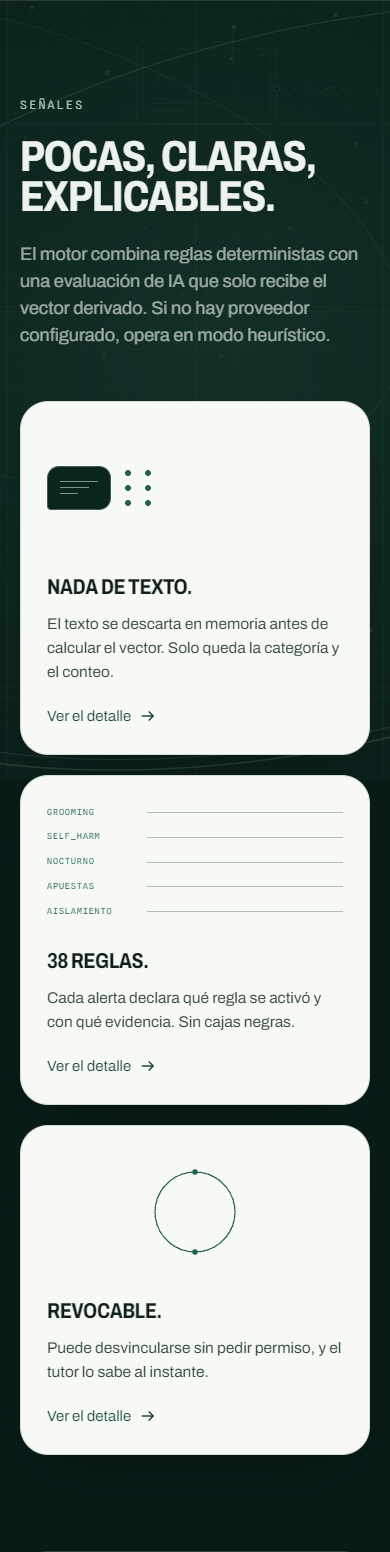 SEÑALES
POCAS, CLARAS,
EXPLICABLES.
El motor combina reglas deterministas con
una evaluación de IA que solo recibe el
vector derivado. Si no hay proveedor
configurado, opera en modo heurístico.
NADA DE TEXTO.
El texto se descarta en memoria antes de
calcular el vector. Solo queda la categoría y
el conteo.
Ver el detalle →
GROOMING
SELF_HARM
NOCTURNO
APUESTAS
AISLAMIENTO
38 REGLAS.
Cada alerta declara qué regla se activó y
con qué evidencia. Sin cajas negras.
Ver el detalle →
REVOCABLE.
Puede desvincularse sin pedir permiso, y el
tutor lo sabe al instante.
Ver el detalle →